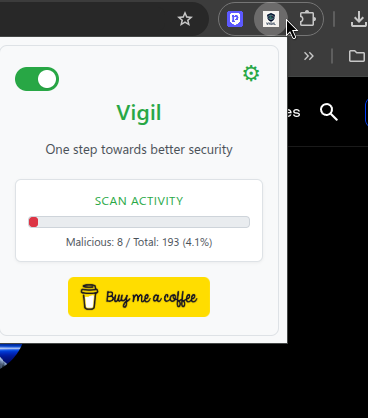 Vigil
One step towards better security
SCAN ACTIVITY
Malicious: 8 / Total: 193 (4.1%)
Buy me a coffee
es